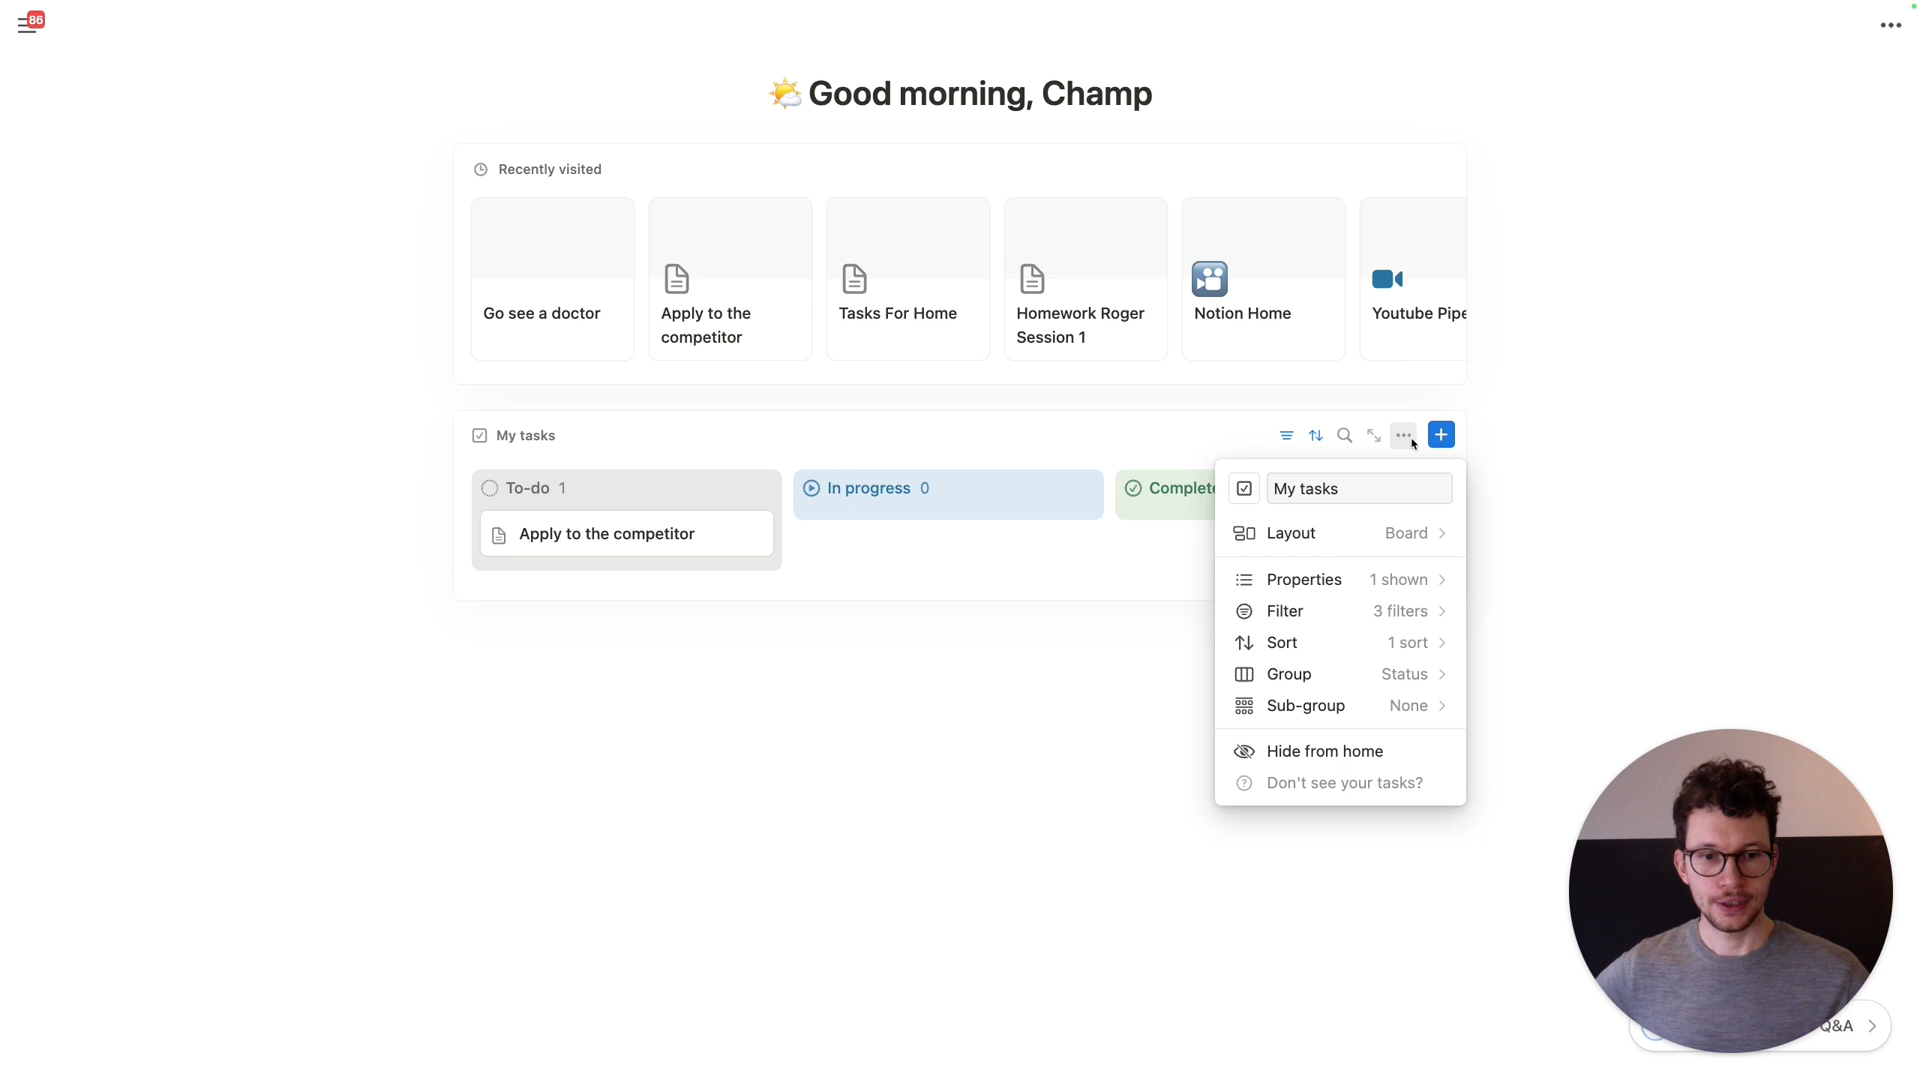 86
Good morning, Champ
Recently visited
Go see a doctor
Apply to the
competitor
Tasks For Home
Homework Roger
Session 1
Notion Home
Youtube Pipe
My tasks
To-do 1
In progress 0
Complete
Apply to the competitor
My tasks
Layout Board
Properties 1 shown
Filter 3 filters
Sort 1 sort
Group Status
Sub-group None
Hide from home
Don't see your tasks?
Q&A